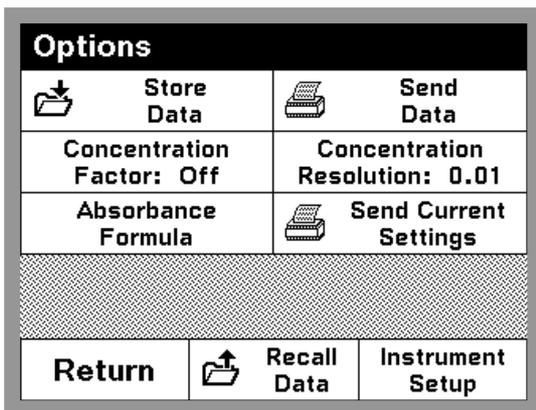 Options
Store
Data
Send
Data
Concentration
Factor: Off
Concentration
Resolution: 0.01
Absorbance
Formula
Send Current
Settings
Return
Recall
Data
Instrument
Setup